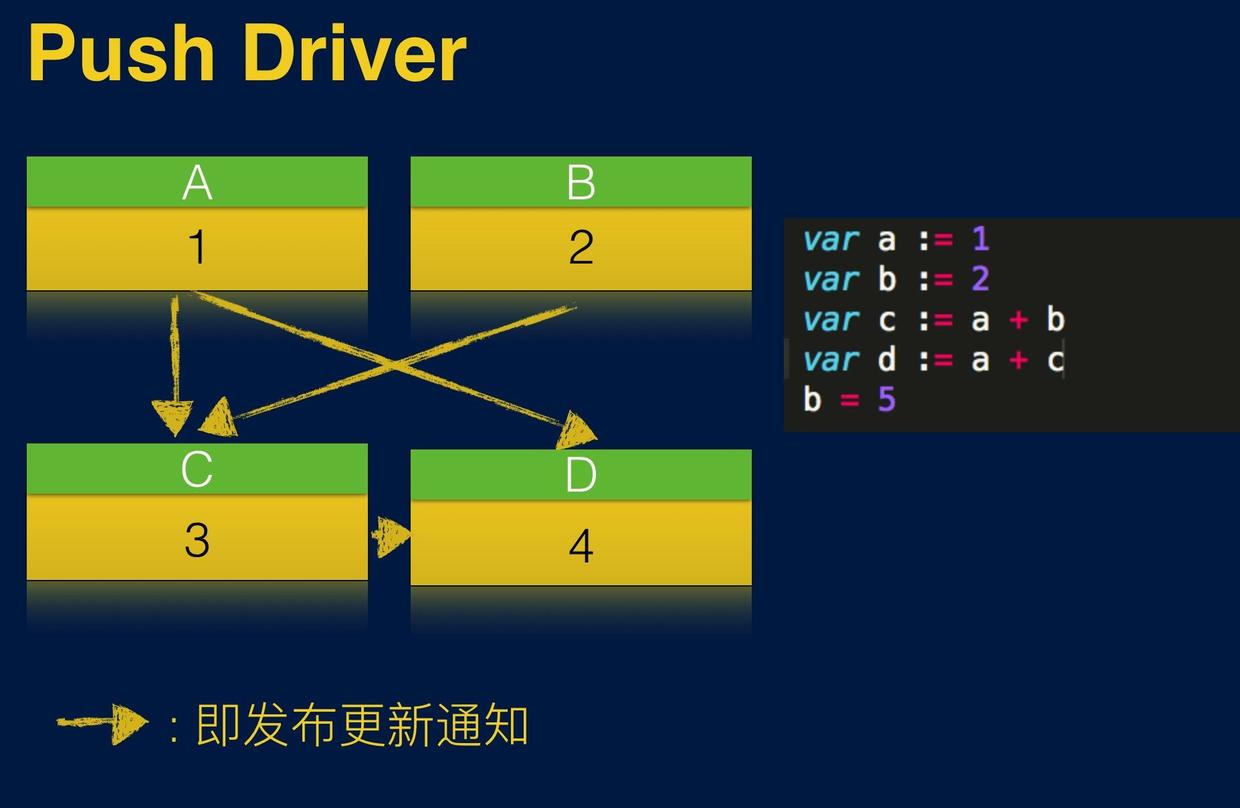 Push Driver
A
1
B
2
var a := 1
var b := 2
var c := a + b
var d := a + c
b = 5
C
3
D
4
: 即发布更新通知